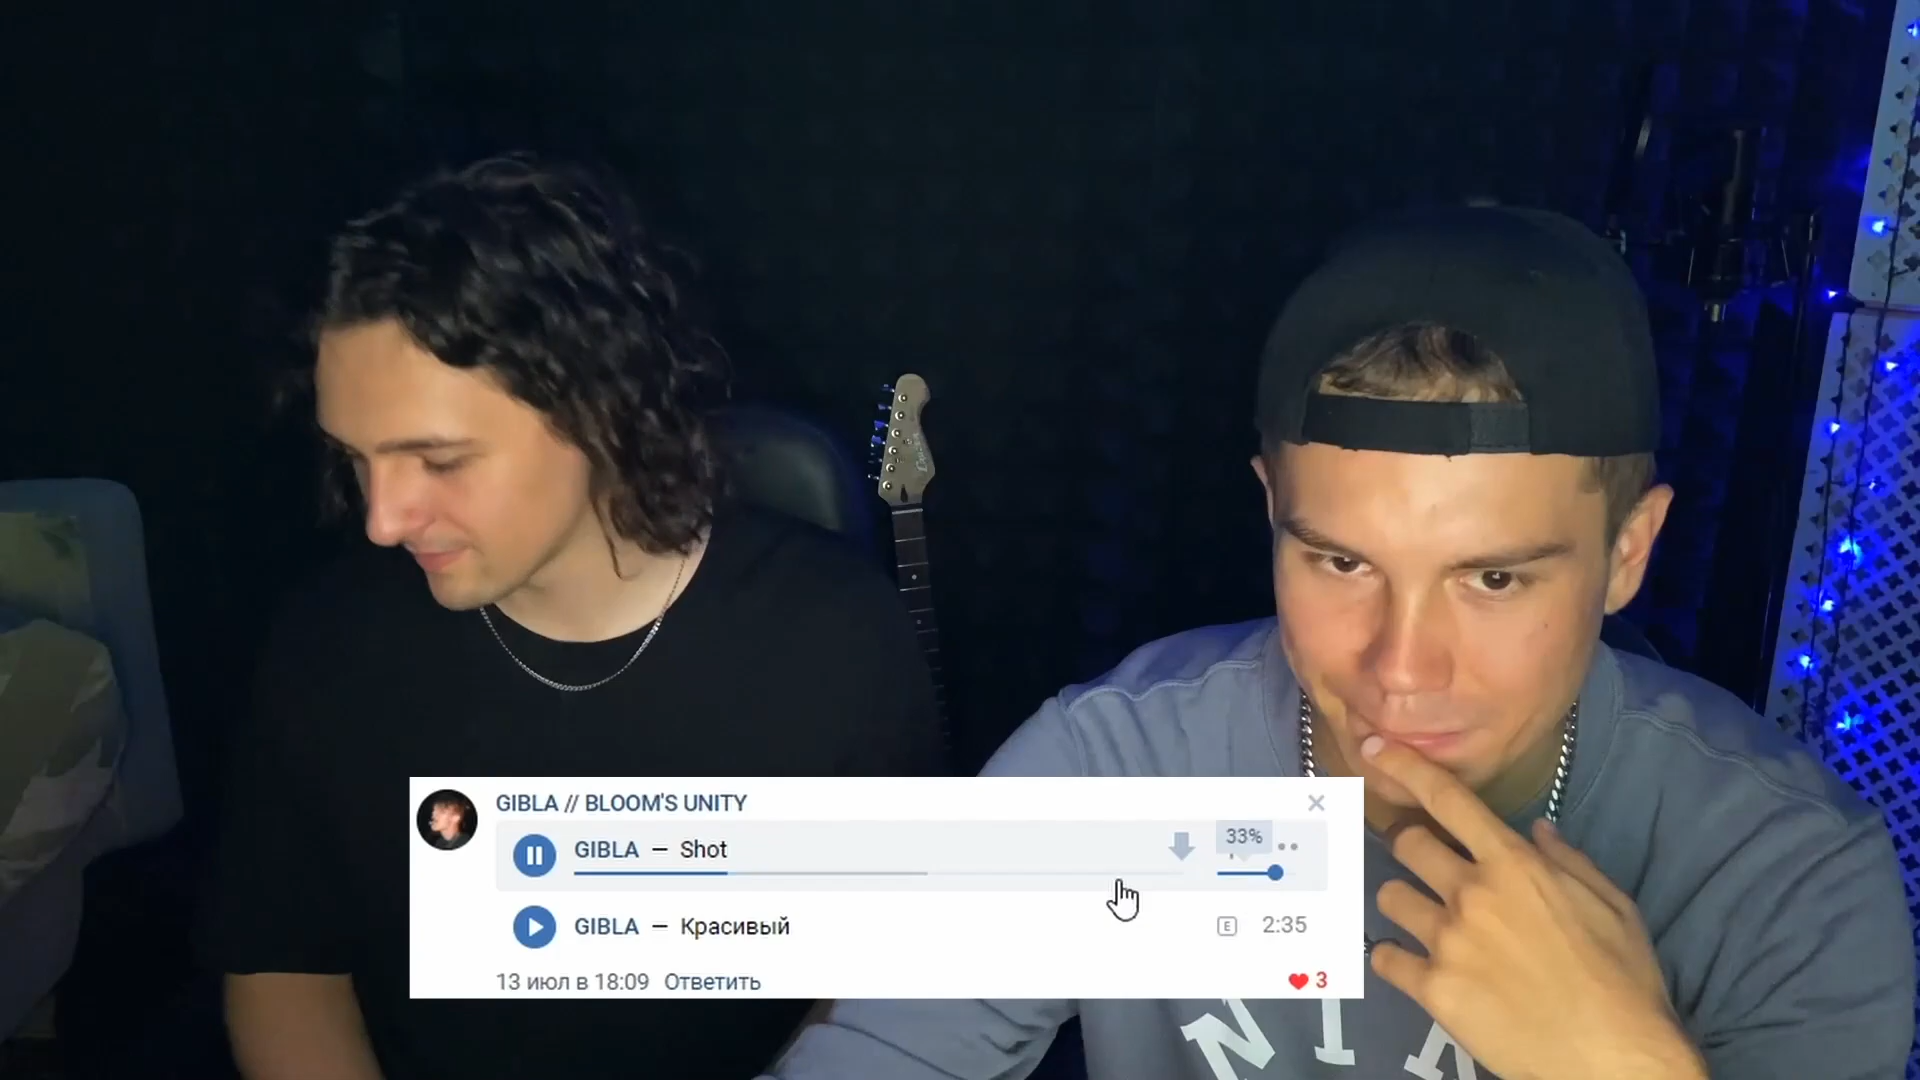 GIBLA // BLOOM'S UNITY
GIBLA — Shot
33%
GIBLA — Красивый
E 2:35
13 июл в 18:09 Ответить
3